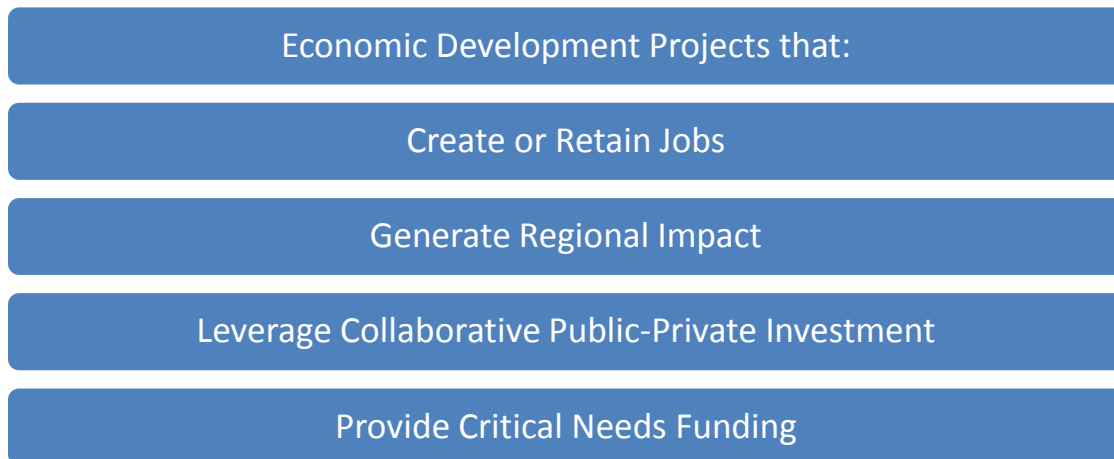 Economic Development Projects that:
Create or Retain Jobs
Generate Regional Impact
Leverage Collaborative Public-Private Investment
Provide Critical Needs Funding